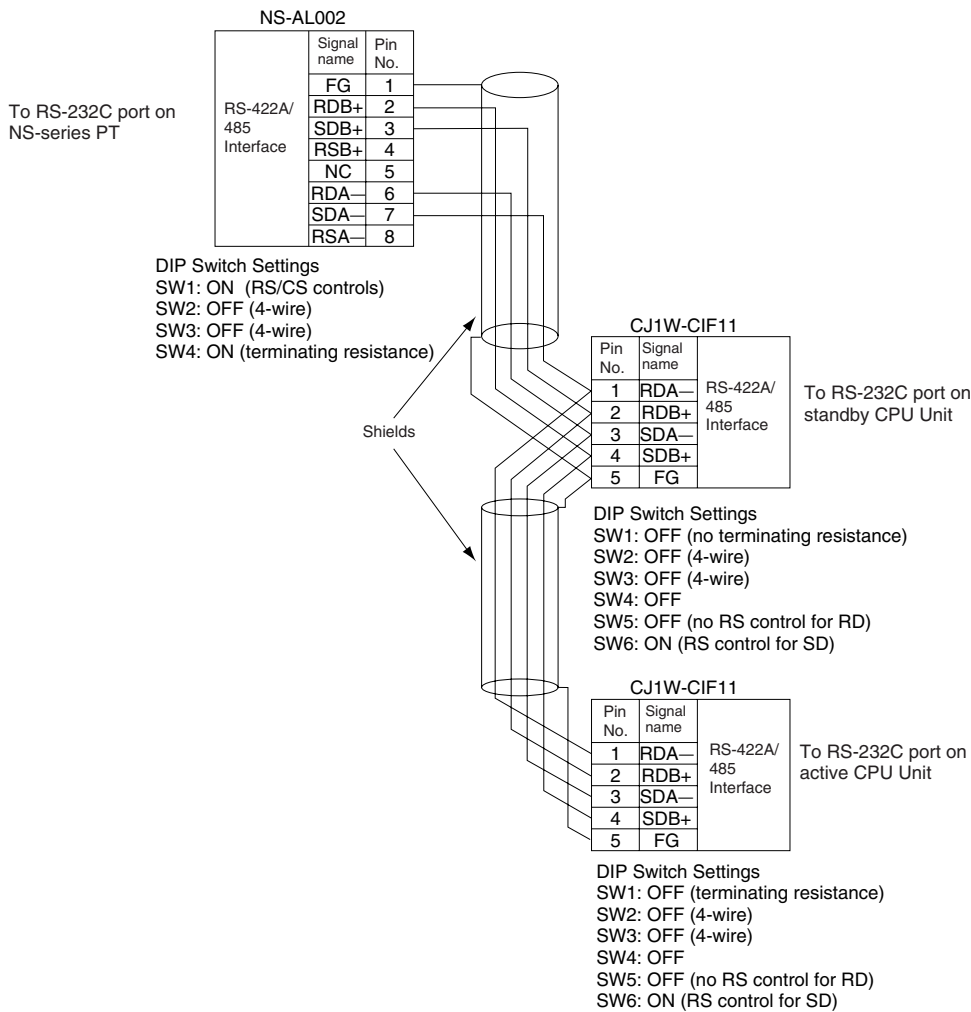 NS-AL002
Signal name Pin No.
To RS-232C port on
NS-series PT
RS-422A/
485
Interface
FG 1
RDB+ 2
SDB+ 3
RSB+ 4
NC 5
RDA— 6
SDA— 7
RSA— 8
DIP Switch Settings
SW1: ON (RS/CS controls)
SW2: OFF (4-wire)
SW3: OFF (4-wire)
SW4: ON (terminating resistance)
Shields
CJ1W-CIF11
Pin No. Signal name
1 RDA—
2 RDB+
3 SDA—
4 SDB+
5 FG
RS-422A/
485
Interface
To RS-232C port on
standby CPU Unit
DIP Switch Settings
SW1: OFF (no terminating resistance)
SW2: OFF (4-wire)
SW3: OFF (4-wire)
SW4: OFF
SW5: OFF (no RS control for RD)
SW6: ON (RS control for SD)
CJ1W-CIF11
Pin No. Signal name
1 RDA—
2 RDB+
3 SDA—
4 SDB+
5 FG
RS-422A/
485
Interface
To RS-232C port on
active CPU Unit
DIP Switch Settings
SW1: OFF (terminating resistance)
SW2: OFF (4-wire)
SW3: OFF (4-wire)
SW4: OFF
SW5: OFF (no RS control for RD)
SW6: ON (RS control for SD)